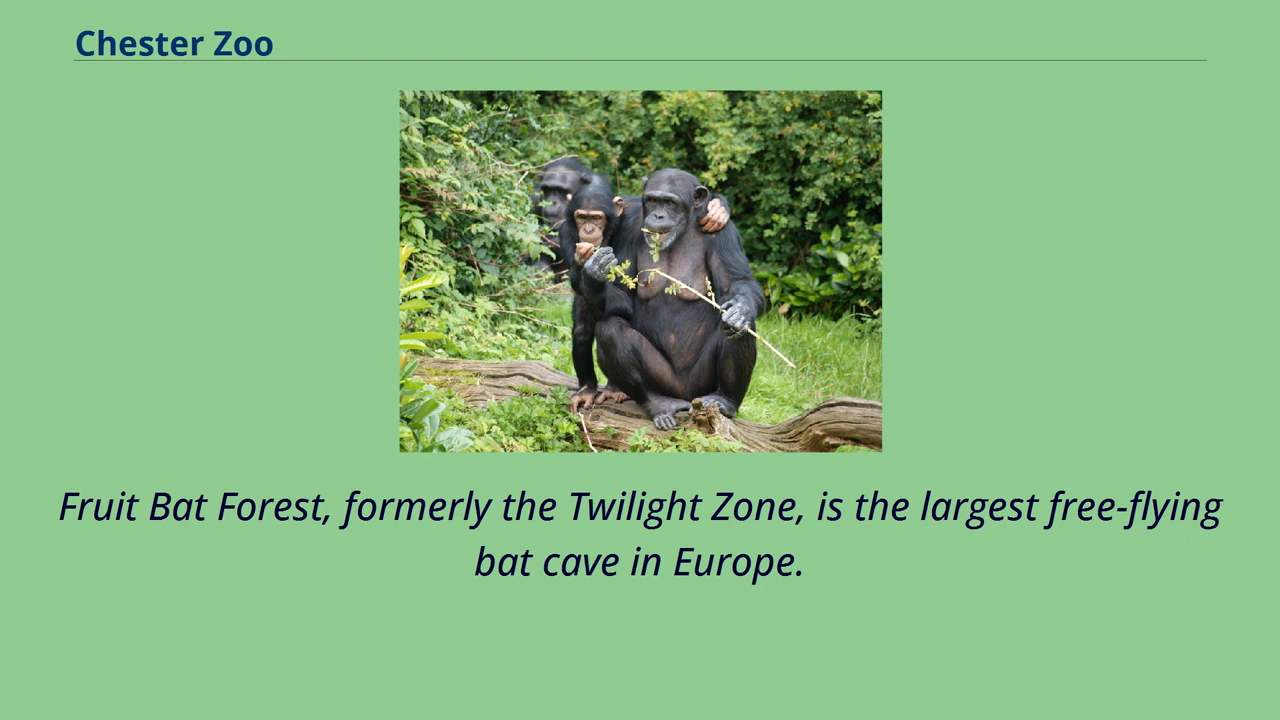 Chester Zoo
Fruit Bat Forest, formerly the Twilight Zone, is the largest free-flying
bat cave in Europe.